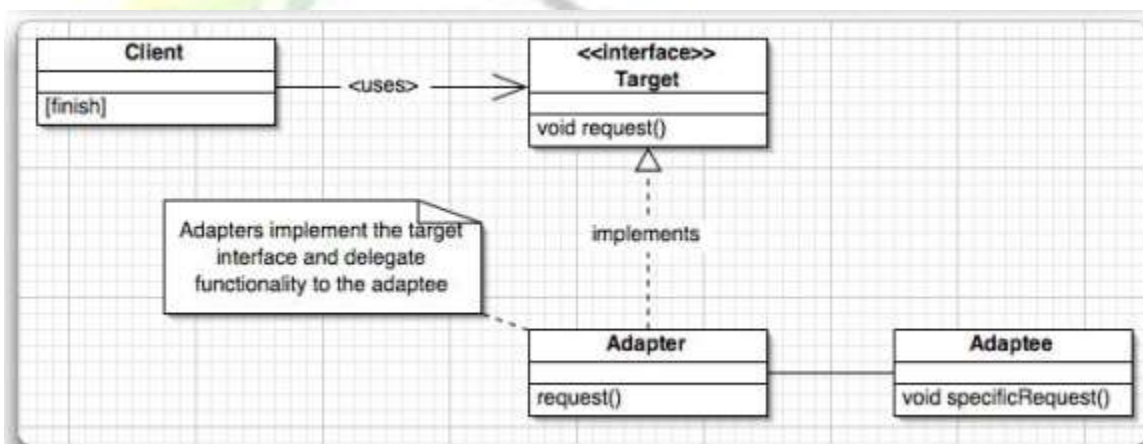 Client
[finish]
<uses>
<<interface>>
Target
void request()
Adapters implement the target
interface and delegate
functionality to the adaptee
implements
Adapter
request()
Adaptee
void specificRequest()